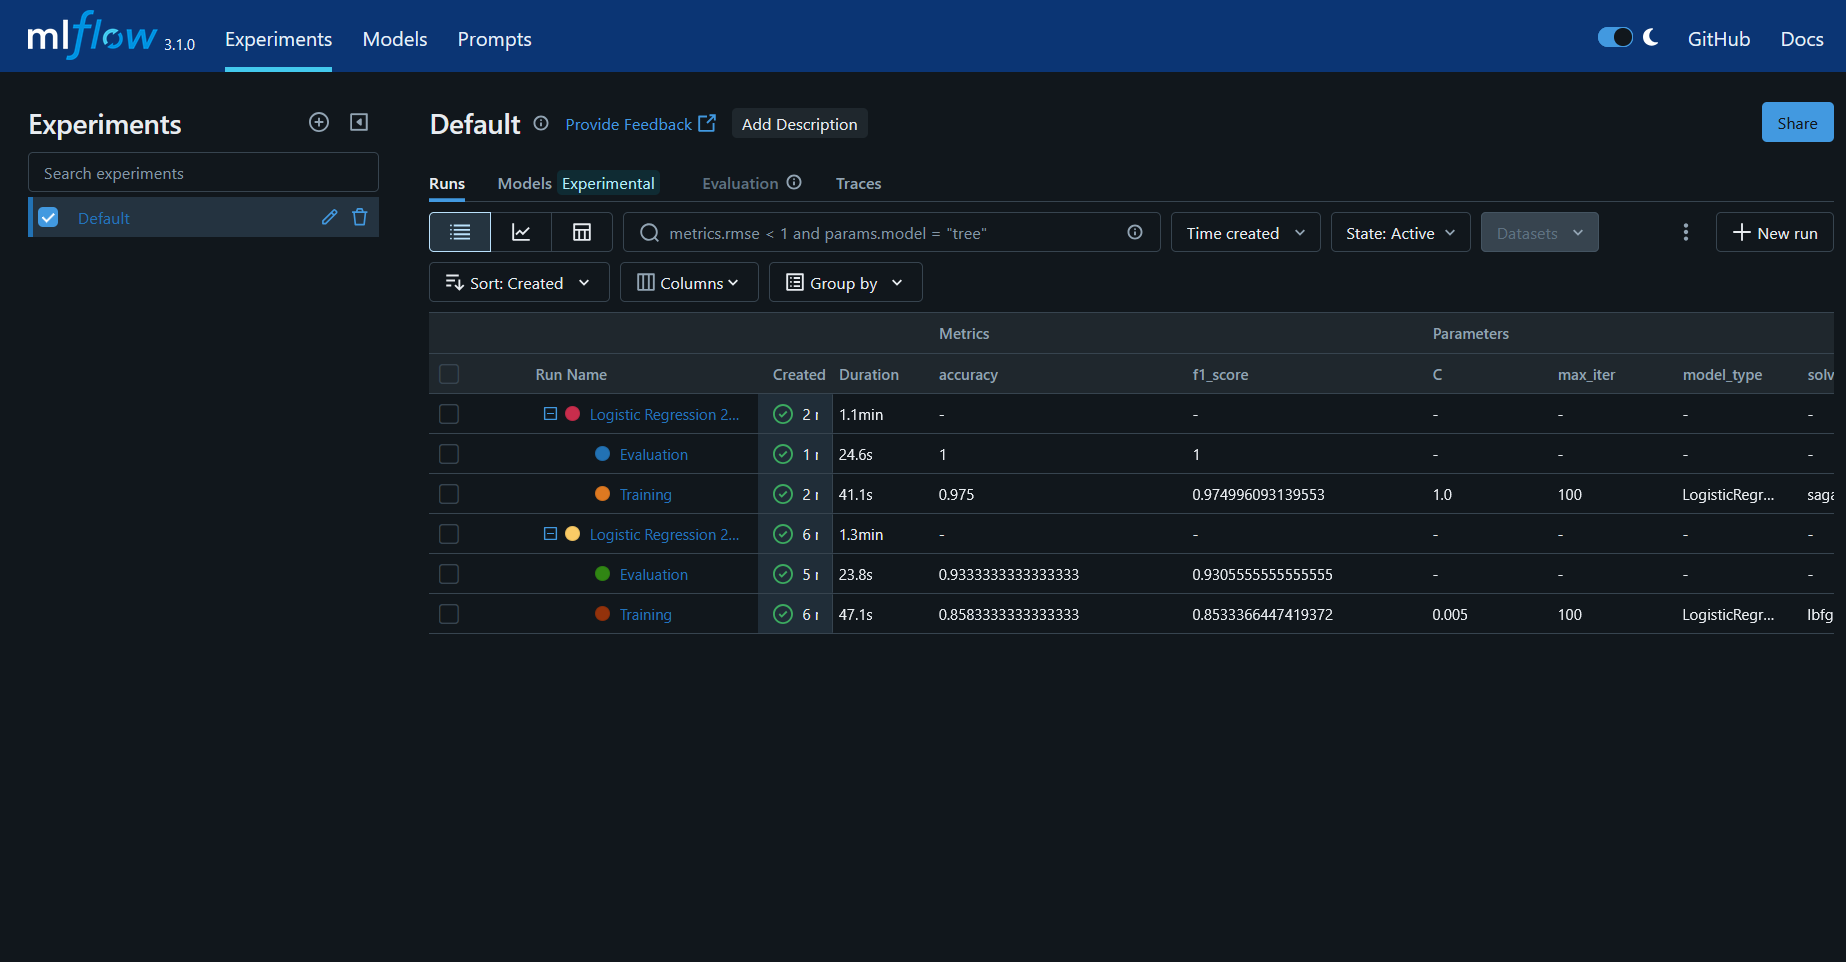 mlflow 3.1.0 Experiments Models Prompts GitHub Docs
Experiments
Search experiments
Default
Default Provide Feedback Add Description Share
Runs Models Experimental Evaluation Traces
metrics.rmse < 1 and params.model = "tree" Time created State: Active Datasets New run
Sort: Created Columns Group by
Metrics Parameters
Run Name Created Duration accuracy f1_score C max_iter model_type solv
Logistic Regression 2... 2 1.1min - - - - - -
Evaluation 1 24.6s 1 1 - - - -
Training 2 41.1s 0.975 0.974996093139553 1.0 100 LogisticRegr... saga
Logistic Regression 2... 6 1.3min - - - - - -
Evaluation 5 23.8s 0.9333333333333333 0.9305555555555555 - - - -
Training 6 47.1s 0.8583333333333333 0.8533366447419372 0.005 100 LogisticRegr... lbfg